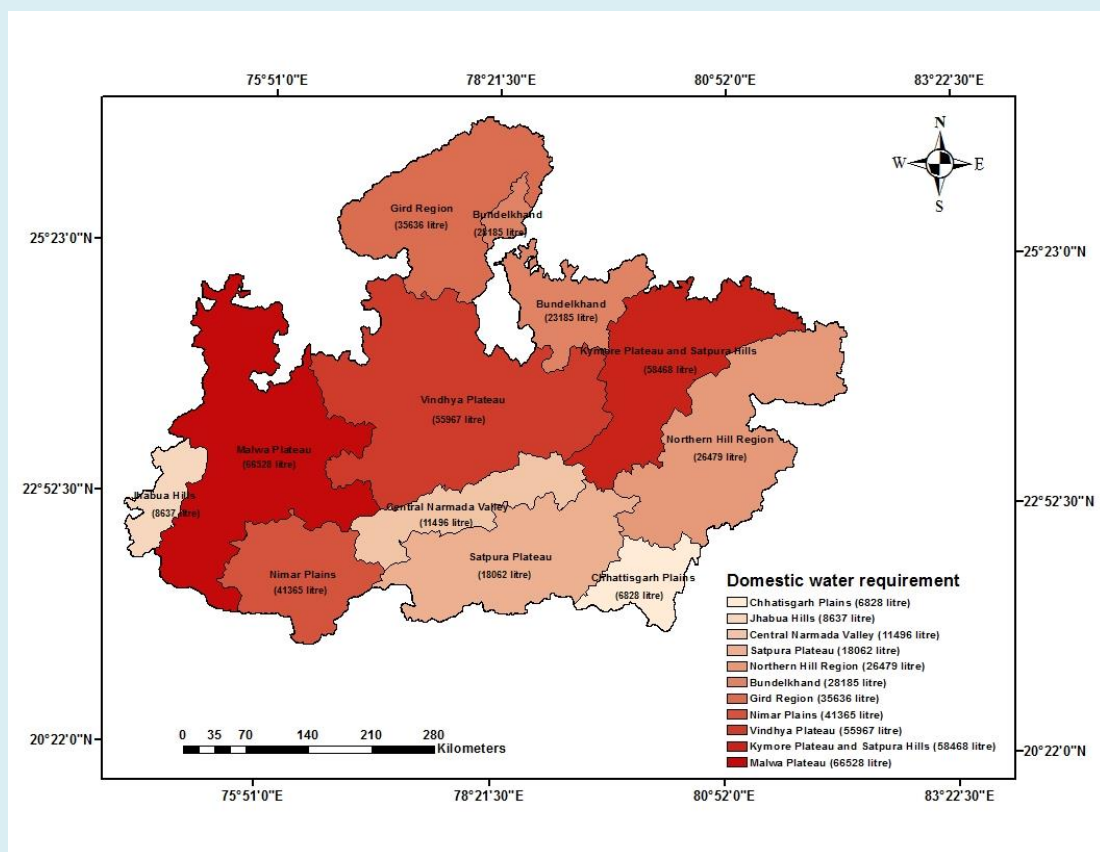 75°51'0"E
78°21'30"E
80°52'0"E
83°22'30"E
N
W
E
S
25°23'0"N
25°23'0"N
Gird Region
(35636 litre)
Bundelkhand
(28185 litre)
Bundelkhand
(23185 litre)
Kymore Plateau and Satpura Hills
(58468 litre)
Vindhya Plateau
(55967 litre)
Northern Hill Region
(26479 litre)
Malwa Plateau
(66528 litre)
22°52'30"N
22°52'30"N
Jhabua Hills
(8637 litre)
Central Narmada Valley
(11496 litre)
Satpura Plateau
(18062 litre)
Nimar Plains
(41365 litre)
Chhattisgarh Plains
(6828 litre)
Domestic water requirement
Chhatisgarh Plains (6828 litre)
Jhabua Hills (8637 litre)
Central Narmada Valley (11496 litre)
Satpura Plateau (18062 litre)
Northern Hill Region (26479 litre)
Bundelkhand (28185 litre)
Gird Region (35636 litre)
Nimar Plains (41365 litre)
Vindhya Plateau (55967 litre)
Kymore Plateau and Satpura Hills (58468 litre)
Malwa Plateau (66528 litre)
0 35 70 140 210 280
Kilometers
20°22'0"N
20°22'0"N
75°51'0"E
78°21'30"E
80°52'0"E
83°22'30"E